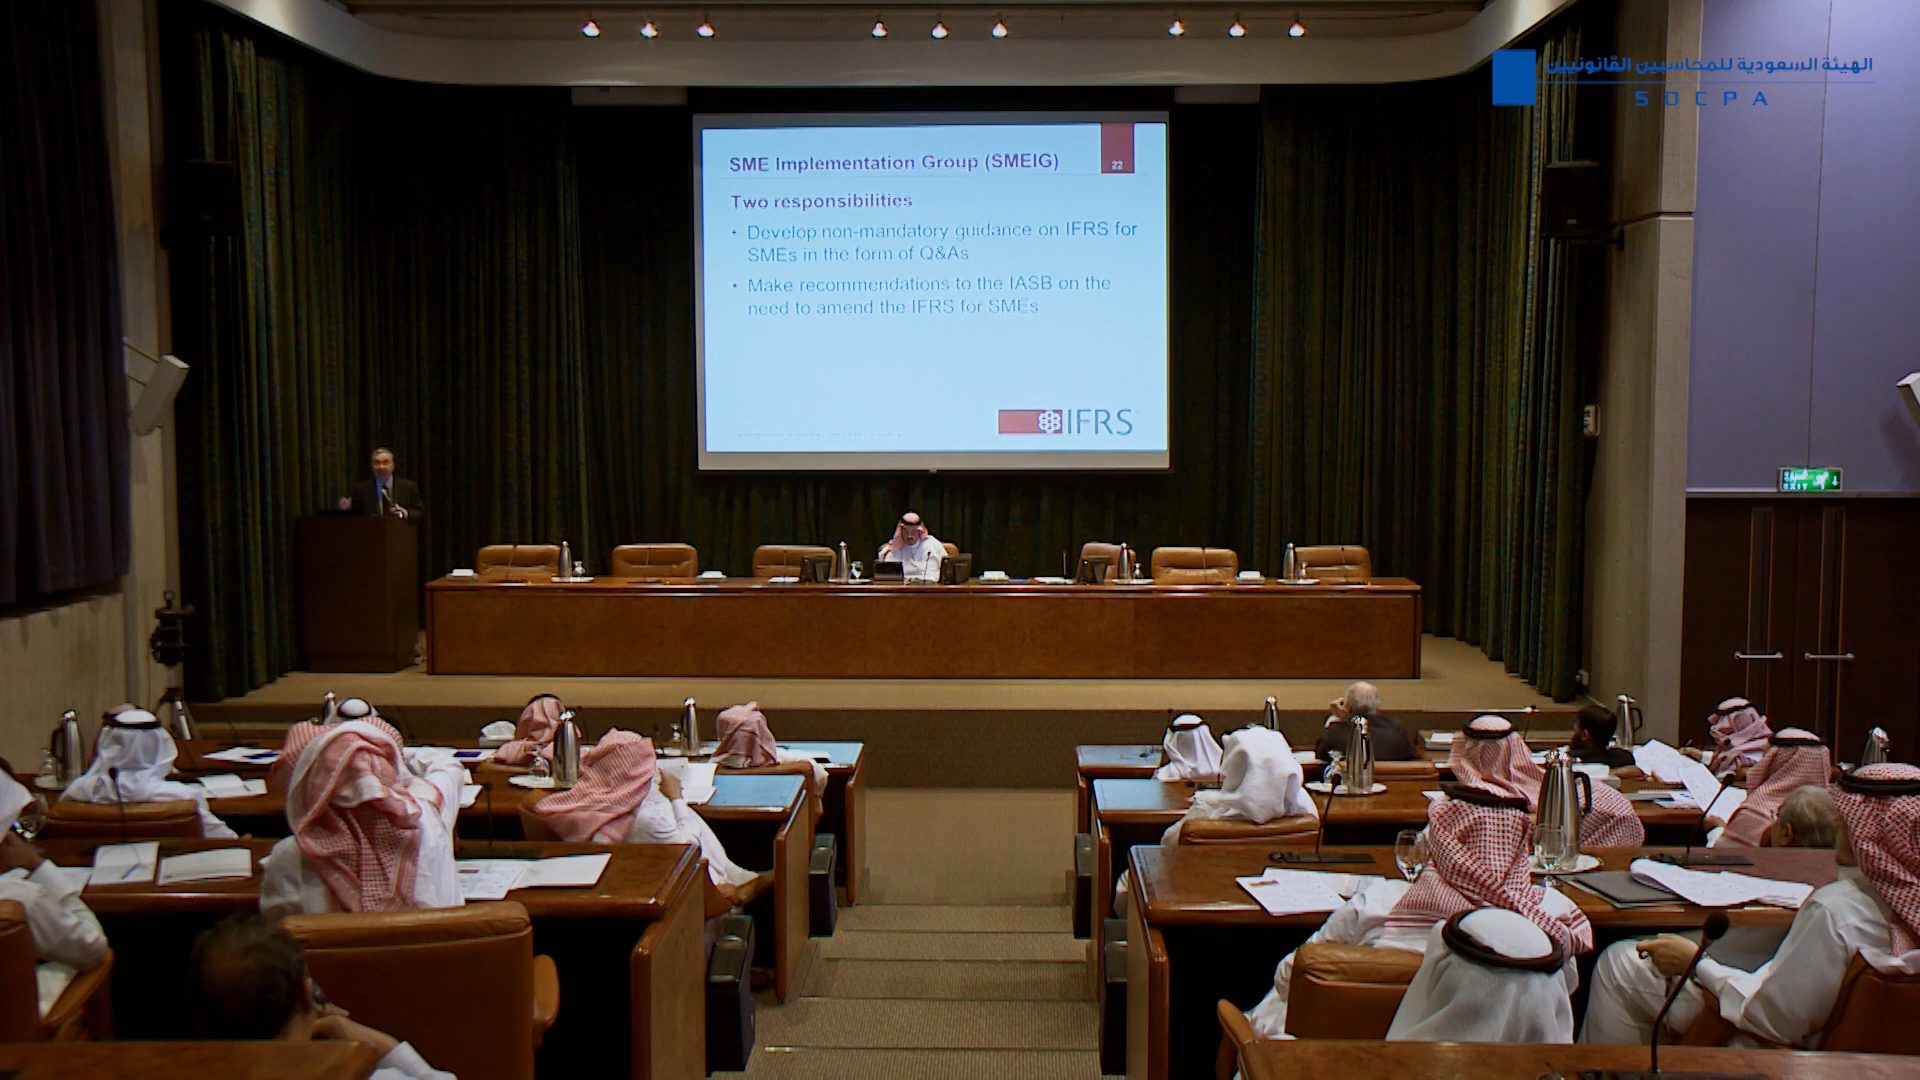 الهيئة السعودية للمحاسبين القانونيين
SOCPA
SME Implementation Group (SMEIG)
22
Two responsibilities
• Develop non-mandatory guidance on IFRS for
SMEs in the form of Q&As
• Make recommendations to the IASB on the
need to amend the IFRS for SMEs
IFRS
EXIT